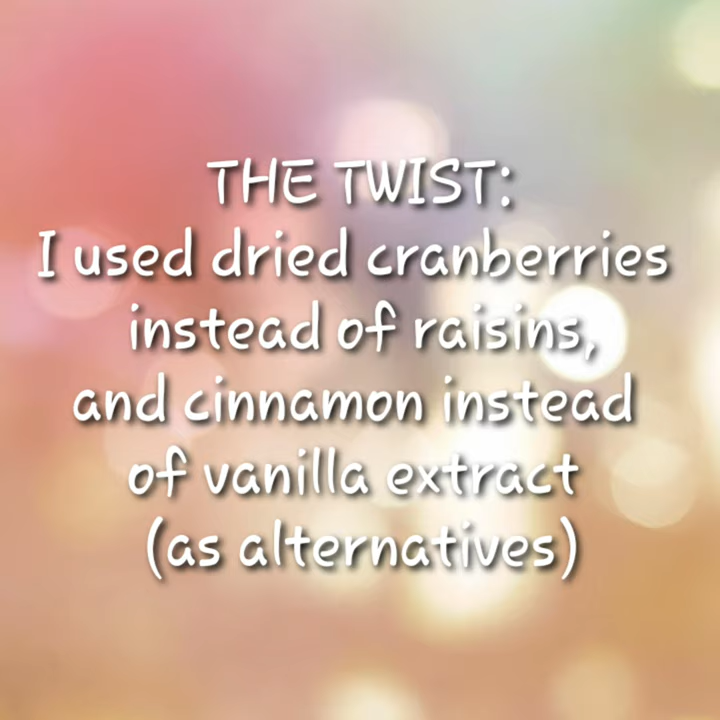 THE TWIST:
I used dried cranberries
instead of raisins,
and cinnamon instead
of vanilla extract
(as alternatives)